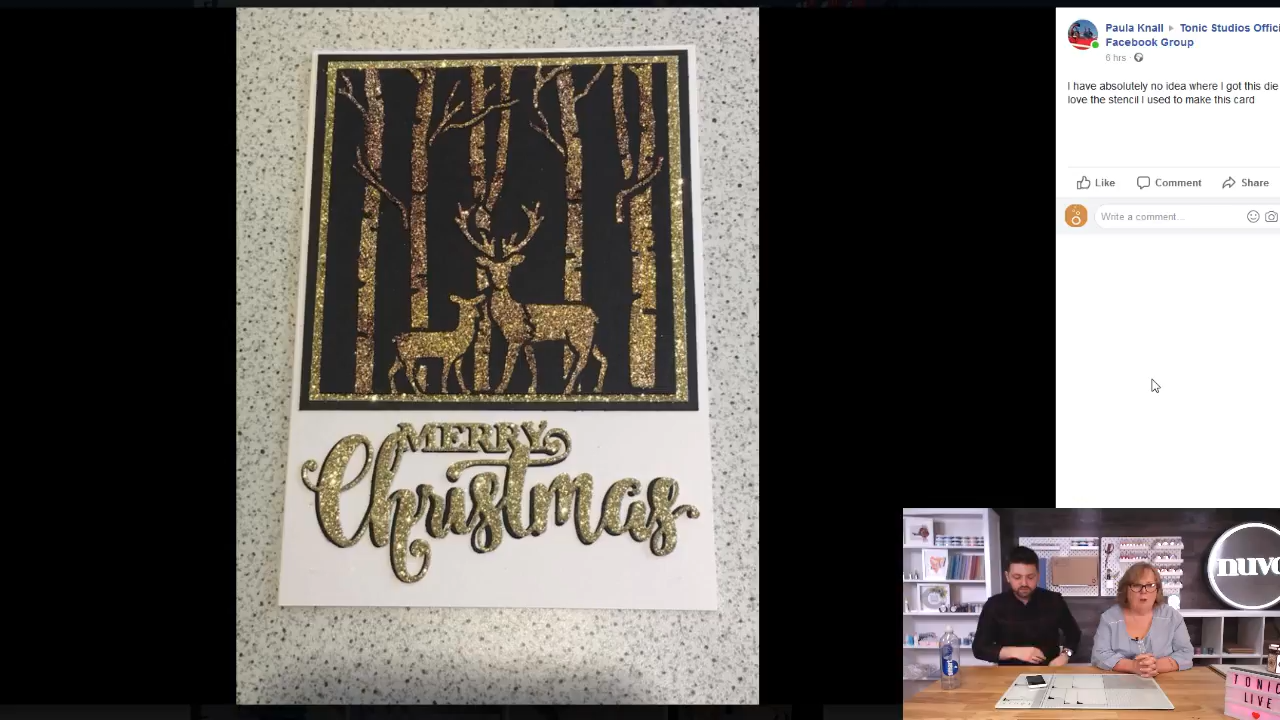 Paula Knall ▸ Tonic Studios Offici
Facebook Group
6 hrs ·
I have absolutely no idea where I got this die
love the stencil I used to make this card
Like Comment Share
Write a comment...
MERRY
Christmas
nuvo
TONIC
LIVE